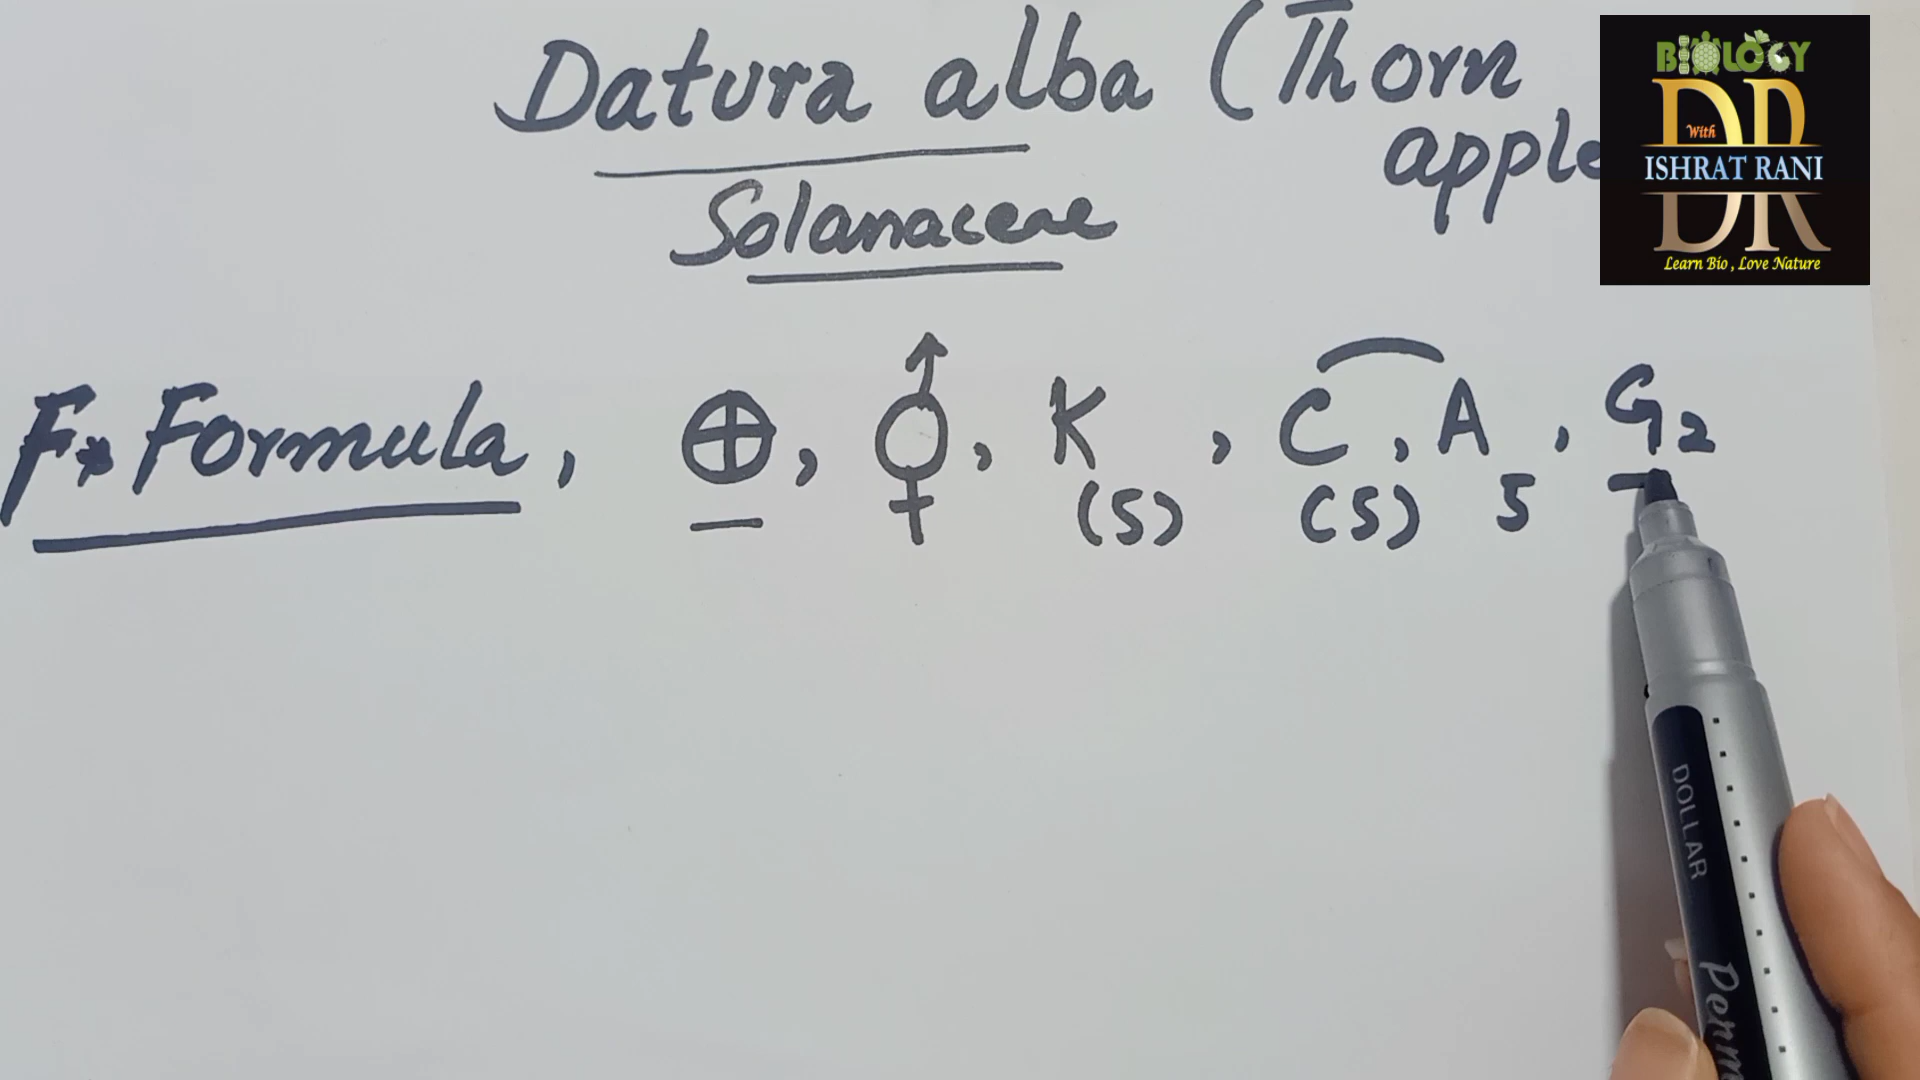 Datura alba (Thorn
apple
Solanaceae
F. Formula, ⊕, ⚥, K(5), C(5), A5, G2
BIOLOGY
With
DR
ISHRAT RANI
Learn Bio, Love Nature
DOLLAR
Perm